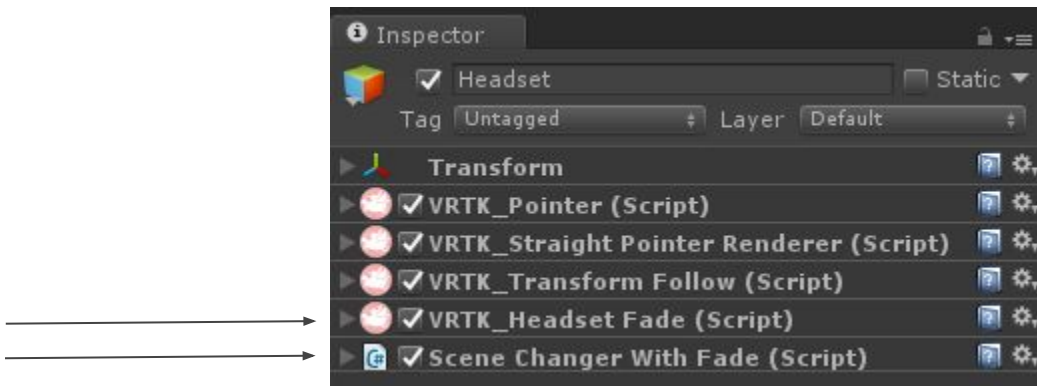 Inspector
Headset Static
Tag Untagged Layer Default
Transform
VRTK_Pointer (Script)
VRTK_Straight Pointer Renderer (Script)
VRTK_Transform Follow (Script)
VRTK_Headset Fade (Script)
Scene Changer With Fade (Script)